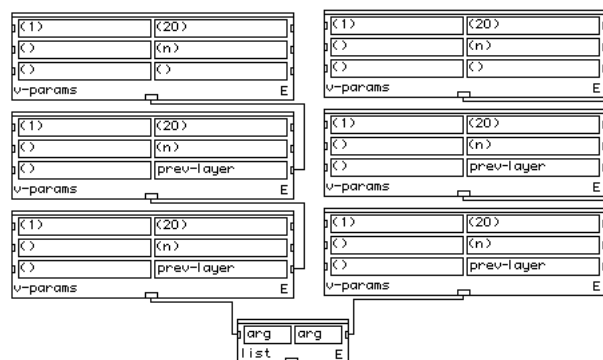 (1) (20)
() (n)
() ()
v-params E
(1) (20)
() (n)
() prev-layer
v-params E
(1) (20)
() (n)
() prev-layer
v-params E
(1) (20)
() (n)
() ()
v-params E
(1) (20)
() (n)
() prev-layer
v-params E
(1) (20)
() (n)
() prev-layer
v-params E
arg arg
list E